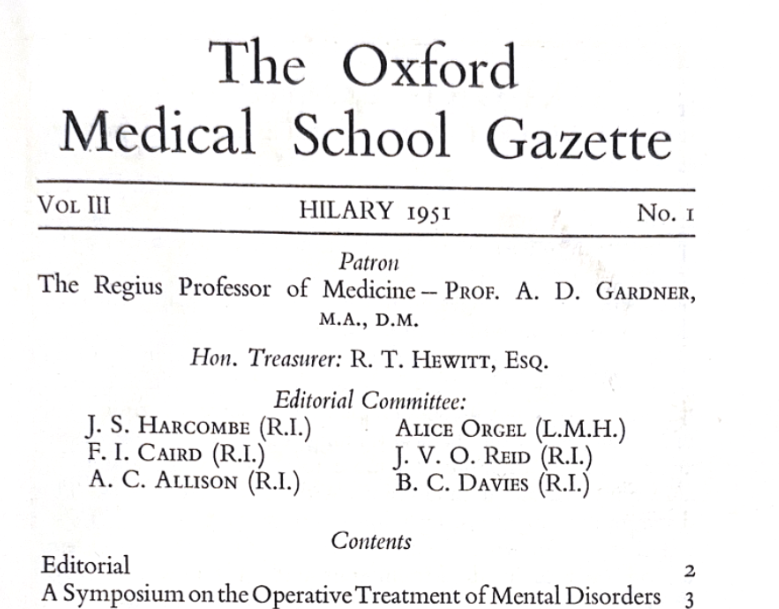 The Oxford
Medical School Gazette
VOL III HILARY 1951 No. 1
Patron
The Regius Professor of Medicine – PROF. A. D. GARDNER,
M.A., D.M.
Hon. Treasurer: R. T. HEWITT, ESQ.
Editorial Committee:
J. S. HARCOMBE (R.I.) ALICE ORGEL (L.M.H.)
F. I. CAIRD (R.I.) J. V. O. REID (R.I.)
A. C. ALLISON (R.I.) B. C. DAVIES (R.I.)
Contents
Editorial 2
A Symposium on the Operative Treatment of Mental Disorders 3